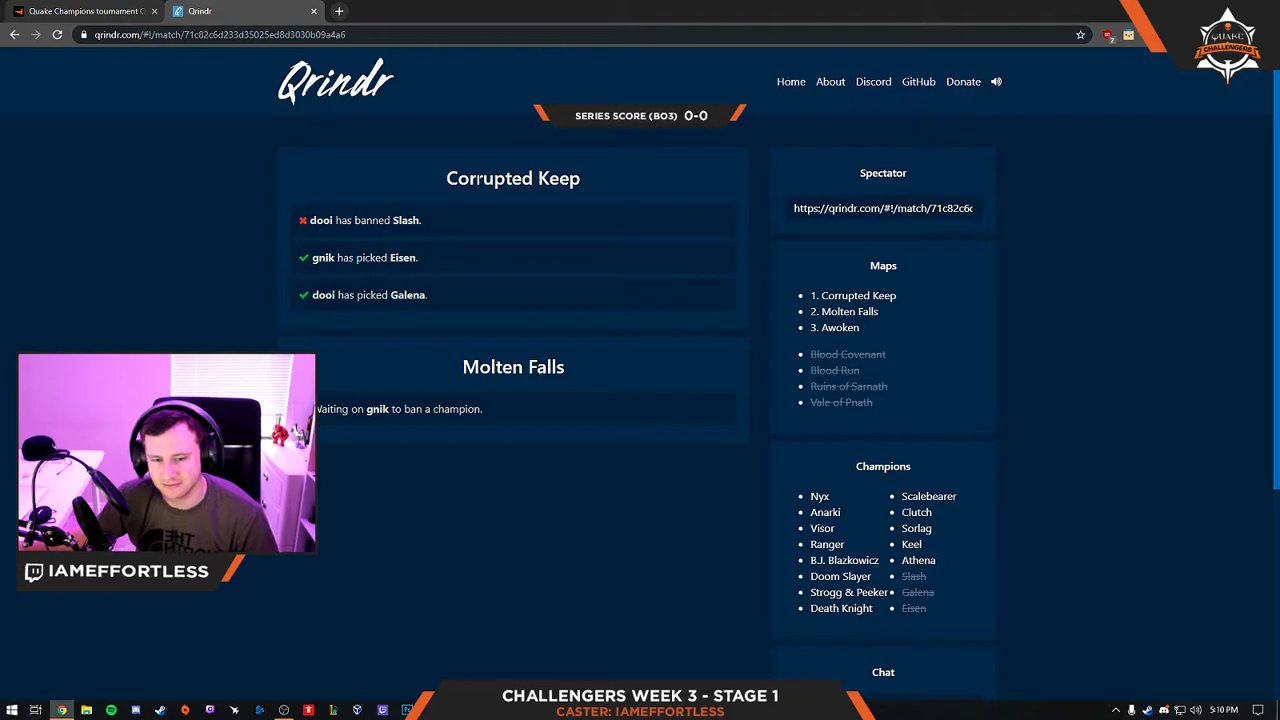 Quake Champions tournament Q
Qrindr
qrindr.com/#!/match/71c82c6d233d35025ed8d3030b09a4a6
2
QUAKE
CHALLENGERS
Qrindr
Home
About
Discord
GitHub
Donate
SERIES SCORE (BO3) 0-0
Corrupted Keep
dooi has banned Slash.
gnik has picked Eisen.
dooi has picked Galena.
Molten Falls
Waiting on gnik to ban a champion.
Spectator
https://qrindr.com/#!/match/71c82c6c
Maps
1. Corrupted Keep
2. Molten Falls
3. Awoken
Blood Covenant
Blood Run
Ruins of Sarnath
Vale of Pnath
Champions
Nyx
Anarki
Visor
Ranger
B.J. Blazkowicz
Doom Slayer
Strogg & Peeker
Death Knight
Scalebearer
Clutch
Sorlag
Keel
Athena
Slash
Galena
Eisen
Chat
THE
IAMEFFORTLESS
CHALLENGERS WEEK 3 - STAGE 1
CASTER: IAMEFFORTLESS
5:10 PM